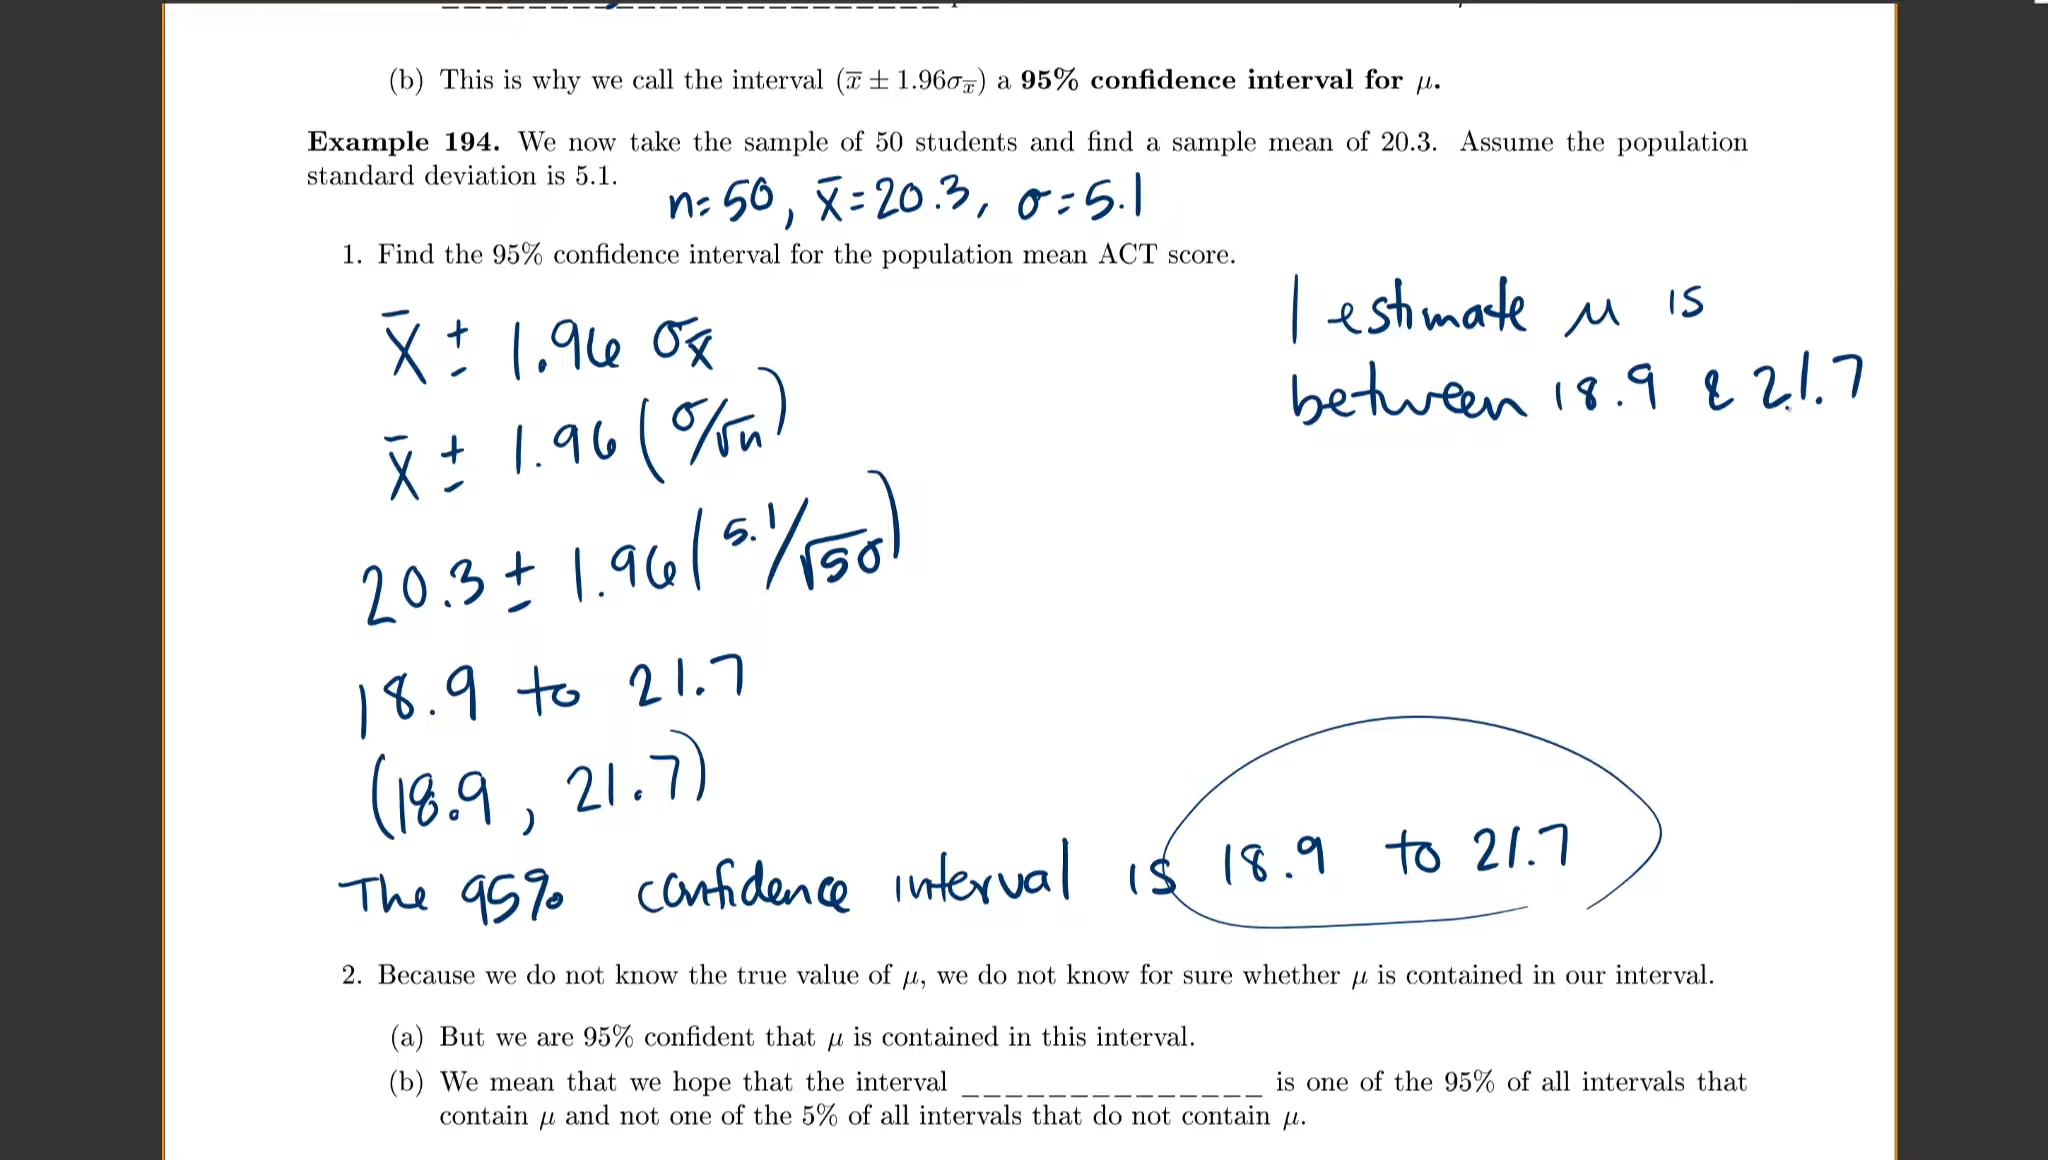 (b) This is why we call the interval (x̅ ± 1.96σx̅) a 95% confidence interval for μ.
Example 194. We now take the sample of 50 students and find a sample mean of 20.3. Assume the population
standard deviation is 5.1.
n=50, x̅=20.3, σ=5.1
1. Find the 95% confidence interval for the population mean ACT score.
I estimate μ is
between 18.9 & 21.7
x̅ ± 1.96 σx̅
x̅ ± 1.96 (σ/√n)
20.3 ± 1.96 (5.1/√50)
18.9 to 21.7
(18.9, 21.7)
The 95% confidence interval is 18.9 to 21.7
2. Because we do not know the true value of μ, we do not know for sure whether μ is contained in our interval.
(a) But we are 95% confident that μ is contained in this interval.
(b) We mean that we hope that the interval ______________ is one of the 95% of all intervals that
contain μ and not one of the 5% of all intervals that do not contain μ.